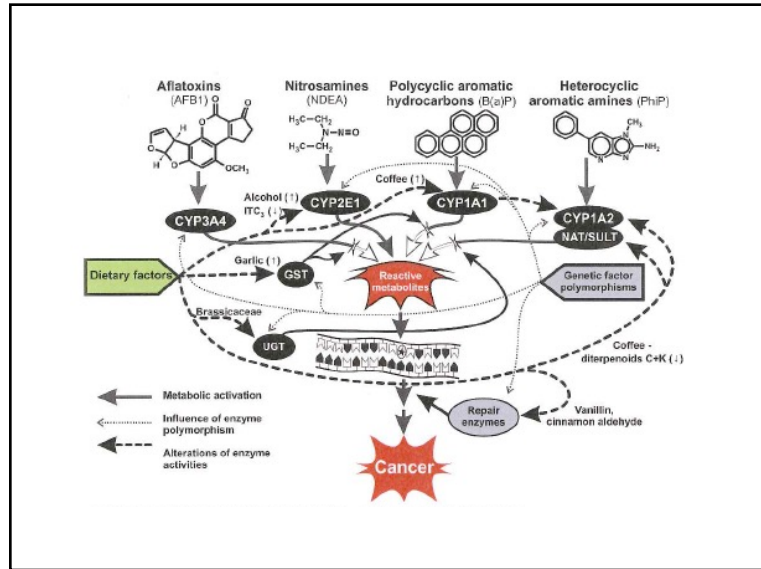 Aflatoxins
(AFB1)
Nitrosamines
(NDEA)
Polycyclic aromatic
hydrocarbons (B(a)P)
Heterocyclic
aromatic amines (PhiP)
O O
O
O
H
O
OCH₃
H₃C
N-N=O
H₃C
CH₃
N
N
N
NH₂
Alcohol (↑)
ITC₃ (↓)
Coffee (↑)
CYP3A4
CYP2E1
CYP1A1
CYP1A2
NAT/SULT
Dietary factors
Garlic (↑)
GST
Reactive
metabolites
Genetic factor
polymorphisms
Brassicaceae
UGT
Coffee -
diterpenoids C+K (↓)
Metabolic activation
Influence of enzyme
polymorphism
Alterations of enzyme
activities
Repair
enzymes
Vanillin,
cinnamon aldehyde
Cancer